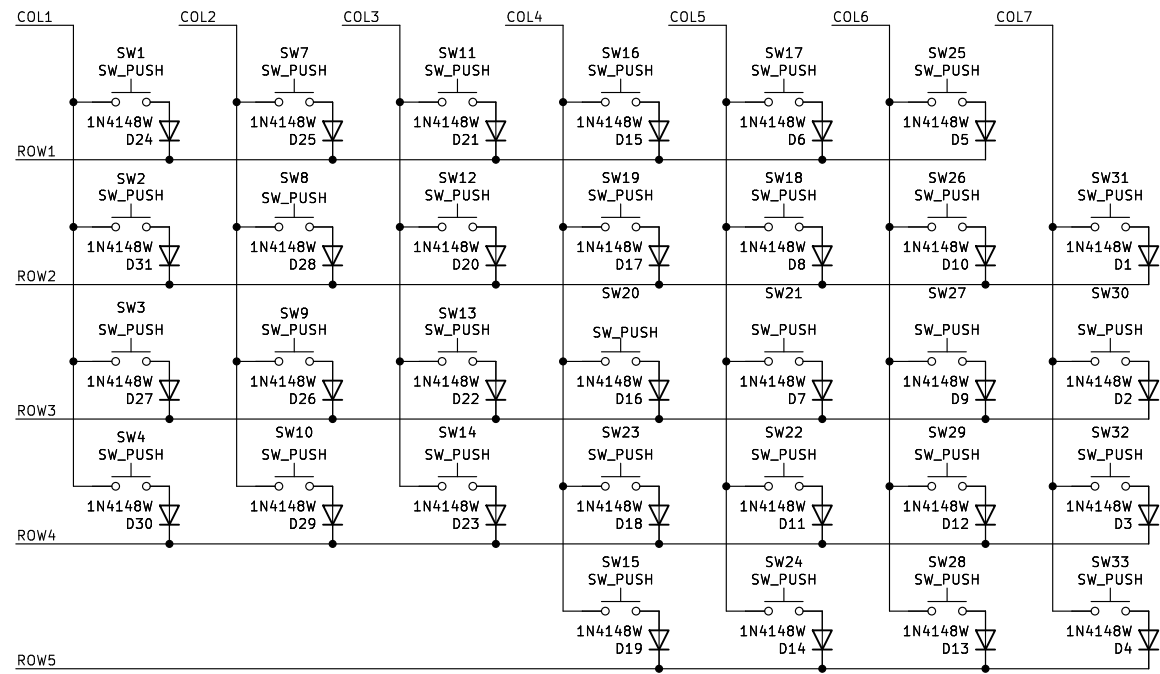 COL1 COL2 COL3 COL4 COL5 COL6 COL7
SW1 SW7 SW11 SW16 SW17 SW25
SW_PUSH SW_PUSH SW_PUSH SW_PUSH SW_PUSH SW_PUSH
1N4148W 1N4148W 1N4148W 1N4148W 1N4148W 1N4148W
D24 D25 D21 D15 D6 D5
ROW1
SW2 SW8 SW12 SW19 SW18 SW26 SW31
SW_PUSH SW_PUSH SW_PUSH SW_PUSH SW_PUSH SW_PUSH SW_PUSH
1N4148W 1N4148W 1N4148W 1N4148W 1N4148W 1N4148W 1N4148W
D31 D28 D20 D17 D8 D10 D1
ROW2
SW3 SW9 SW13 SW20 SW21 SW27 SW30
SW_PUSH SW_PUSH SW_PUSH SW_PUSH SW_PUSH SW_PUSH SW_PUSH
1N4148W 1N4148W 1N4148W 1N4148W 1N4148W 1N4148W 1N4148W
D27 D26 D22 D16 D7 D9 D2
ROW3
SW4 SW10 SW14 SW23 SW22 SW29 SW32
SW_PUSH SW_PUSH SW_PUSH SW_PUSH SW_PUSH SW_PUSH SW_PUSH
1N4148W 1N4148W 1N4148W 1N4148W 1N4148W 1N4148W 1N4148W
D30 D29 D23 D18 D11 D12 D3
ROW4
SW15 SW24 SW28 SW33
SW_PUSH SW_PUSH SW_PUSH SW_PUSH
1N4148W 1N4148W 1N4148W 1N4148W
D19 D14 D13 D4
ROW5